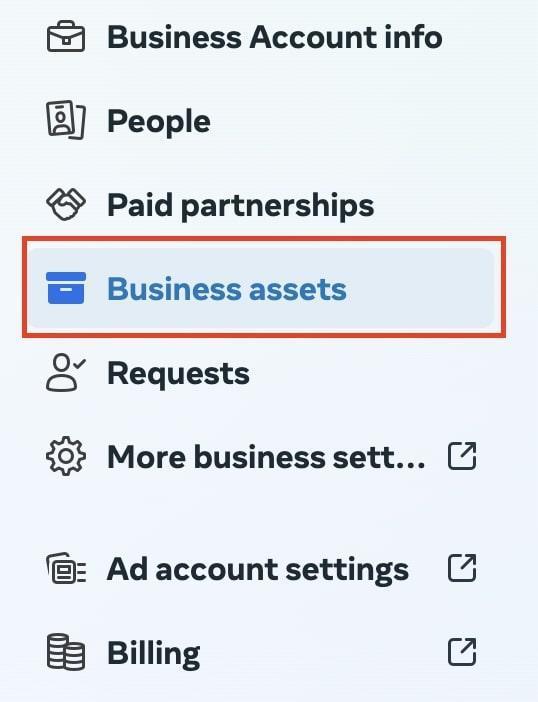 Business Account info
People
Paid partnerships
Business assets
Requests
More business sett...
Ad account settings
Billing